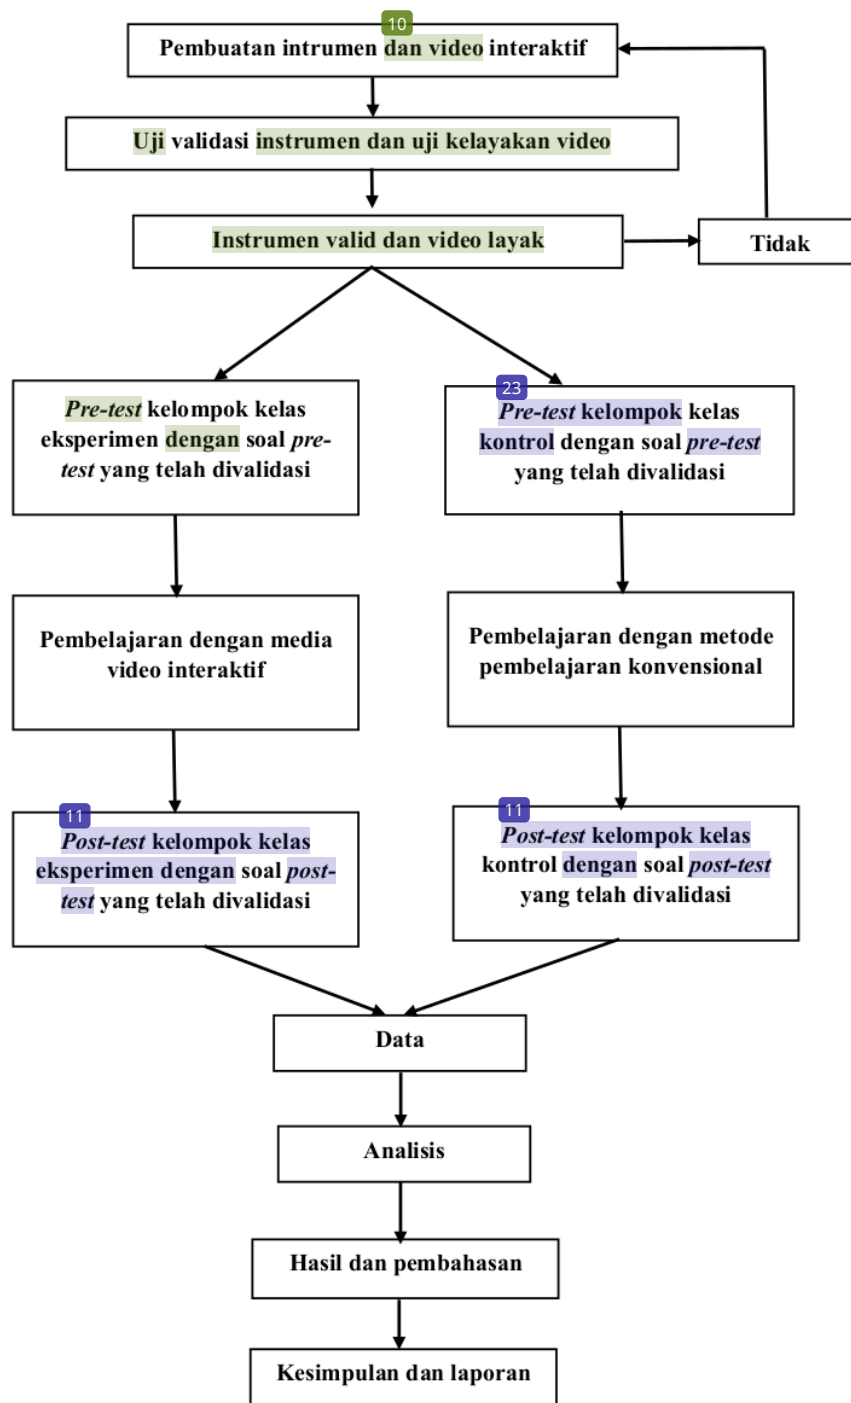 10
Pembuatan intrumen dan video interaktif
Uji validasi instrumen dan uji kelayakan video
Instrumen valid dan video layak
Tidak
Pre-test kelompok kelas
eksperimen dengan soal pre-
test yang telah divalidasi
23
Pre-test kelompok kelas
kontrol dengan soal pre-test
yang telah divalidasi
Pembelajaran dengan media
video interaktif
Pembelajaran dengan metode
pembelajaran konvensional
11
Post-test kelompok kelas
eksperimen dengan soal post-
test yang telah divalidasi
11
Post-test kelompok kelas
kontrol dengan soal post-test
yang telah divalidasi
Data
Analisis
Hasil dan pembahasan
Kesimpulan dan laporan